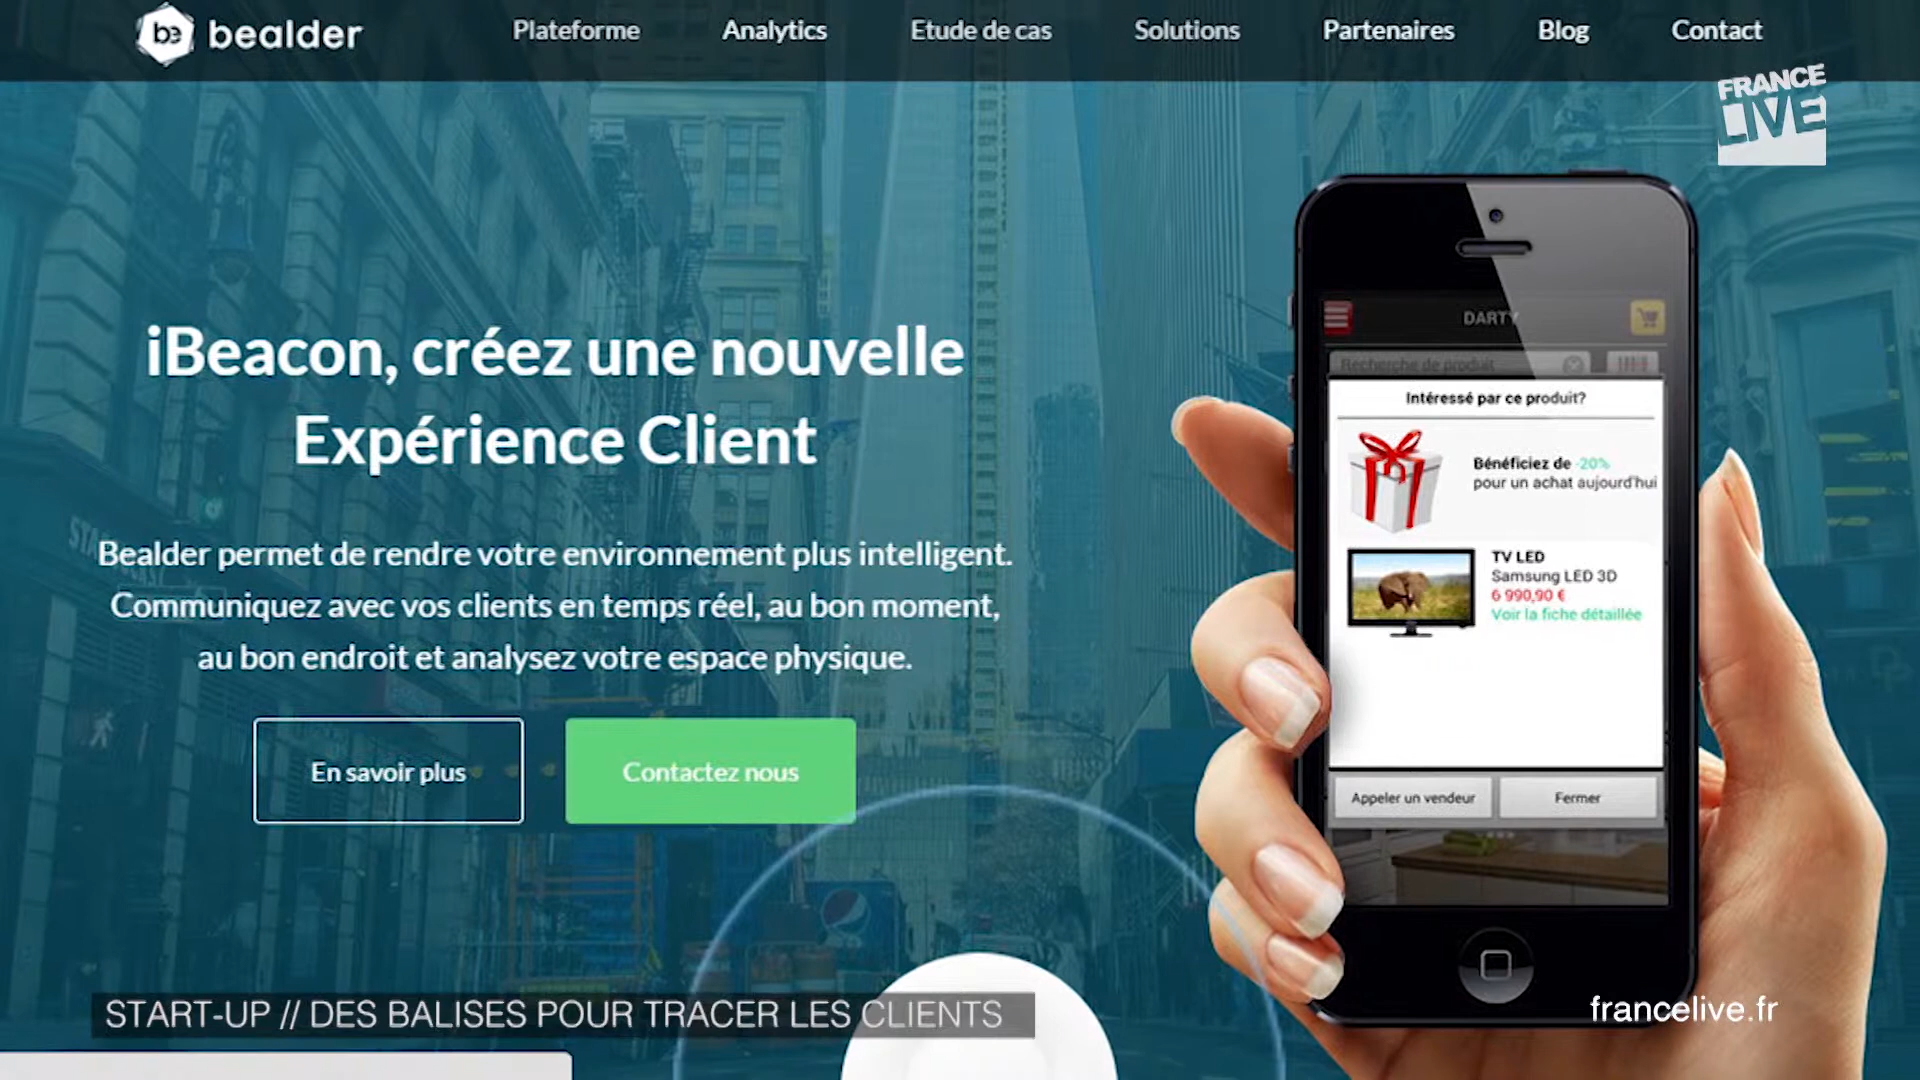 be bealder
Plateforme
Analytics
Etude de cas
Solutions
Partenaires
Blog
Contact
FRANCE
LIVE
iBeacon, créez une nouvelle
Expérience Client
Bealder permet de rendre votre environnement plus intelligent.
Communiquez avec vos clients en temps réel, au bon moment,
au bon endroit et analysez votre espace physique.
En savoir plus
Contactez nous
DARTY
Recherche de produit
Intéressé par ce produit?
Bénéficiez de -20%
pour un achat aujourd'hui
TV LED
Samsung LED 3D
6 990,90 €
Voir la fiche détaillée
Appeler un vendeur
Fermer
START-UP // DES BALISES POUR TRACER LES CLIENTS
francelive.fr